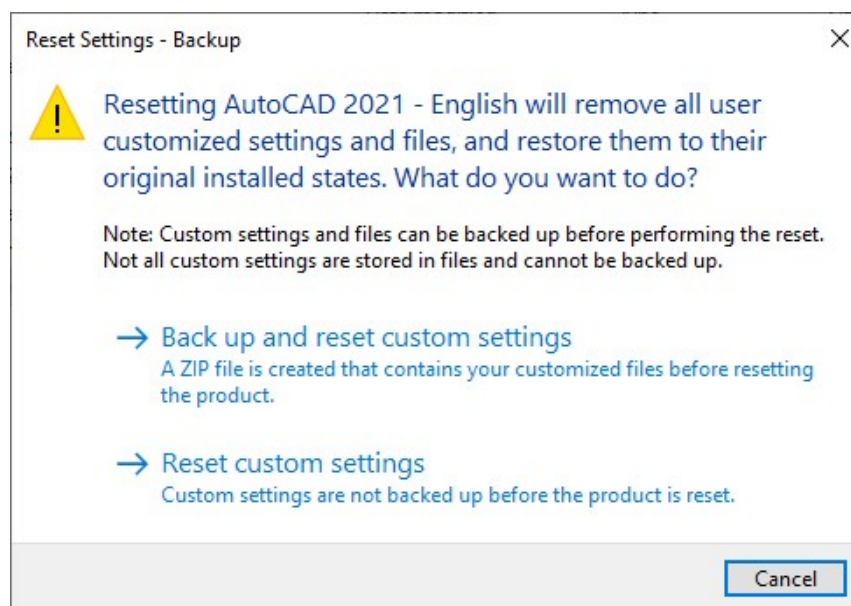 Reset Settings - Backup
Resetting AutoCAD 2021 - English will remove all user
customized settings and files, and restore them to their
original installed states. What do you want to do?
Note: Custom settings and files can be backed up before performing the reset.
Not all custom settings are stored in files and cannot be backed up.
Back up and reset custom settings
A ZIP file is created that contains your customized files before resetting
the product.
Reset custom settings
Custom settings are not backed up before the product is reset.
Cancel